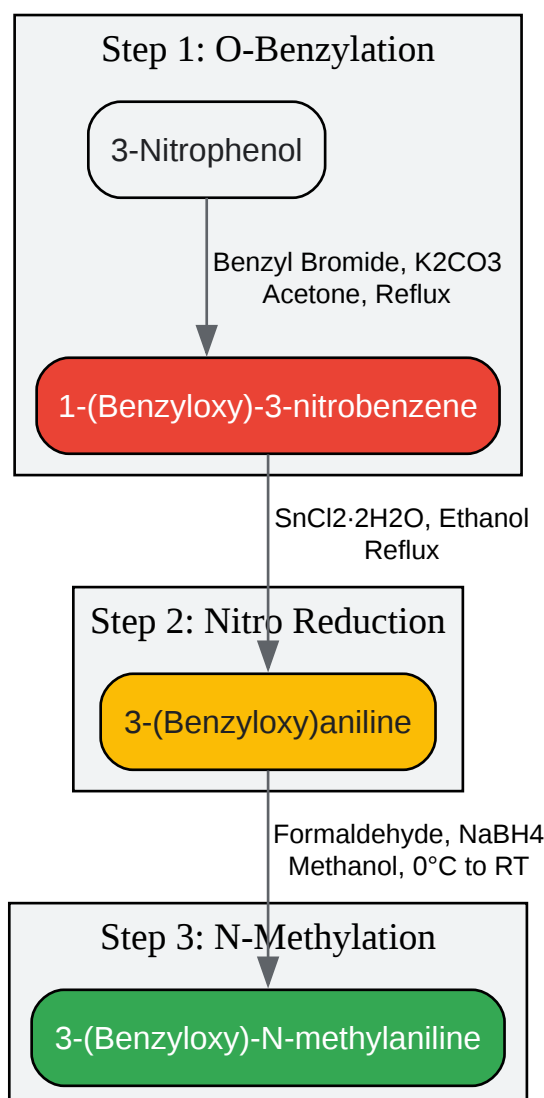 Step 1: O-Benzylation
3-Nitrophenol
Benzyl Bromide, K2CO3
Acetone, Reflux
1-(Benzyloxy)-3-nitrobenzene
SnCl2·2H2O, Ethanol
Reflux
Step 2: Nitro Reduction
3-(Benzyloxy)aniline
Formaldehyde, NaBH4
Methanol, 0°C to RT
Step 3: N-Methylation
3-(Benzyloxy)-N-methylaniline